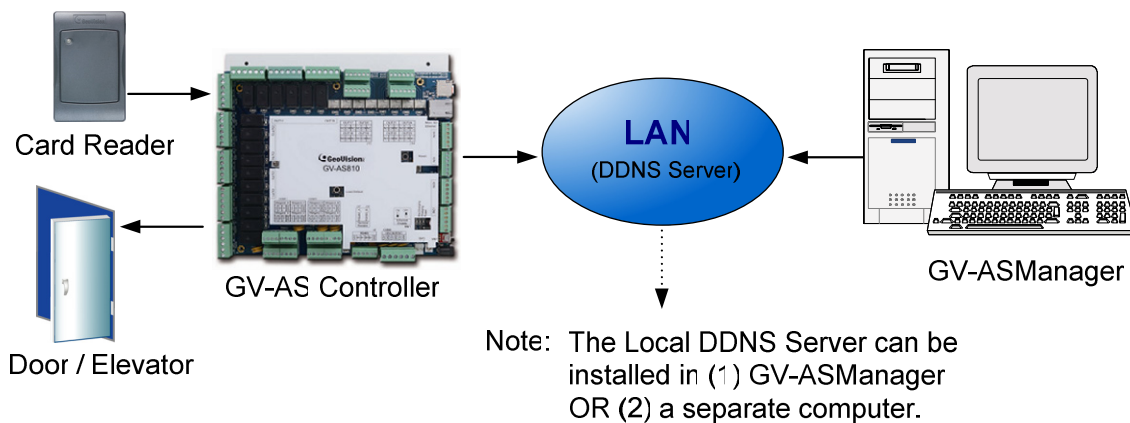 Card Reader
GeoVision
GV-AS810
GV-AS Controller
Door / Elevator
LAN
(DDNS Server)
GV-ASManager
Note: The Local DDNS Server can be
installed in (1) GV-ASManager
OR (2) a separate computer.